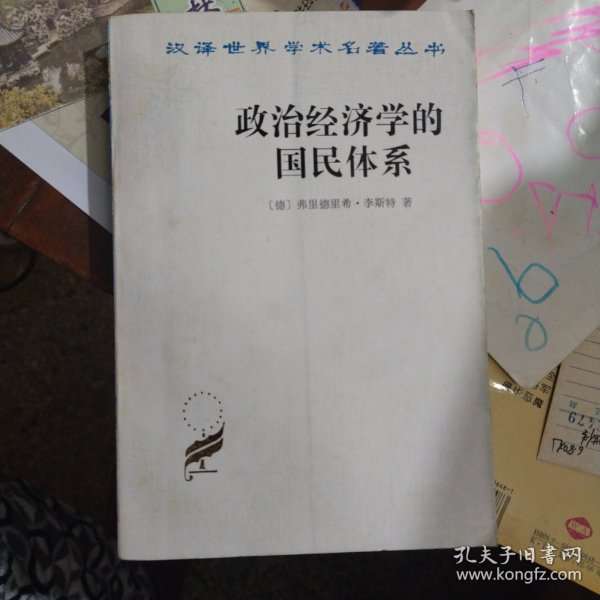 汉译世界学术名著丛书
政治经济学的
国民体系
〔德〕弗里德里希·李斯特 著
孔夫子旧书网
www.kongfz.com